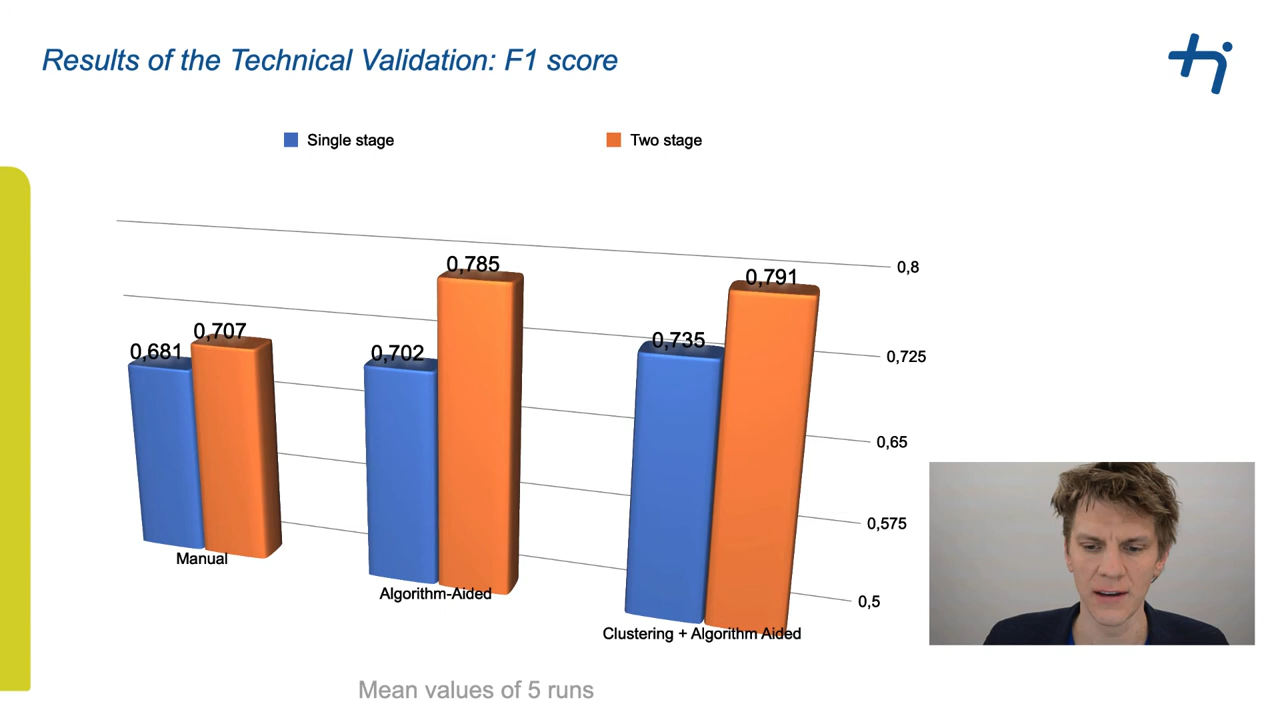 Results of the Technical Validation: F1 score
Single stage
Two stage
0,8
0,785
0,791
0,707
0,735
0,681
0,702
0,725
0,65
0,575
0,5
Manual
Algorithm-Aided
Clustering + Algorithm Aided
Mean values of 5 runs